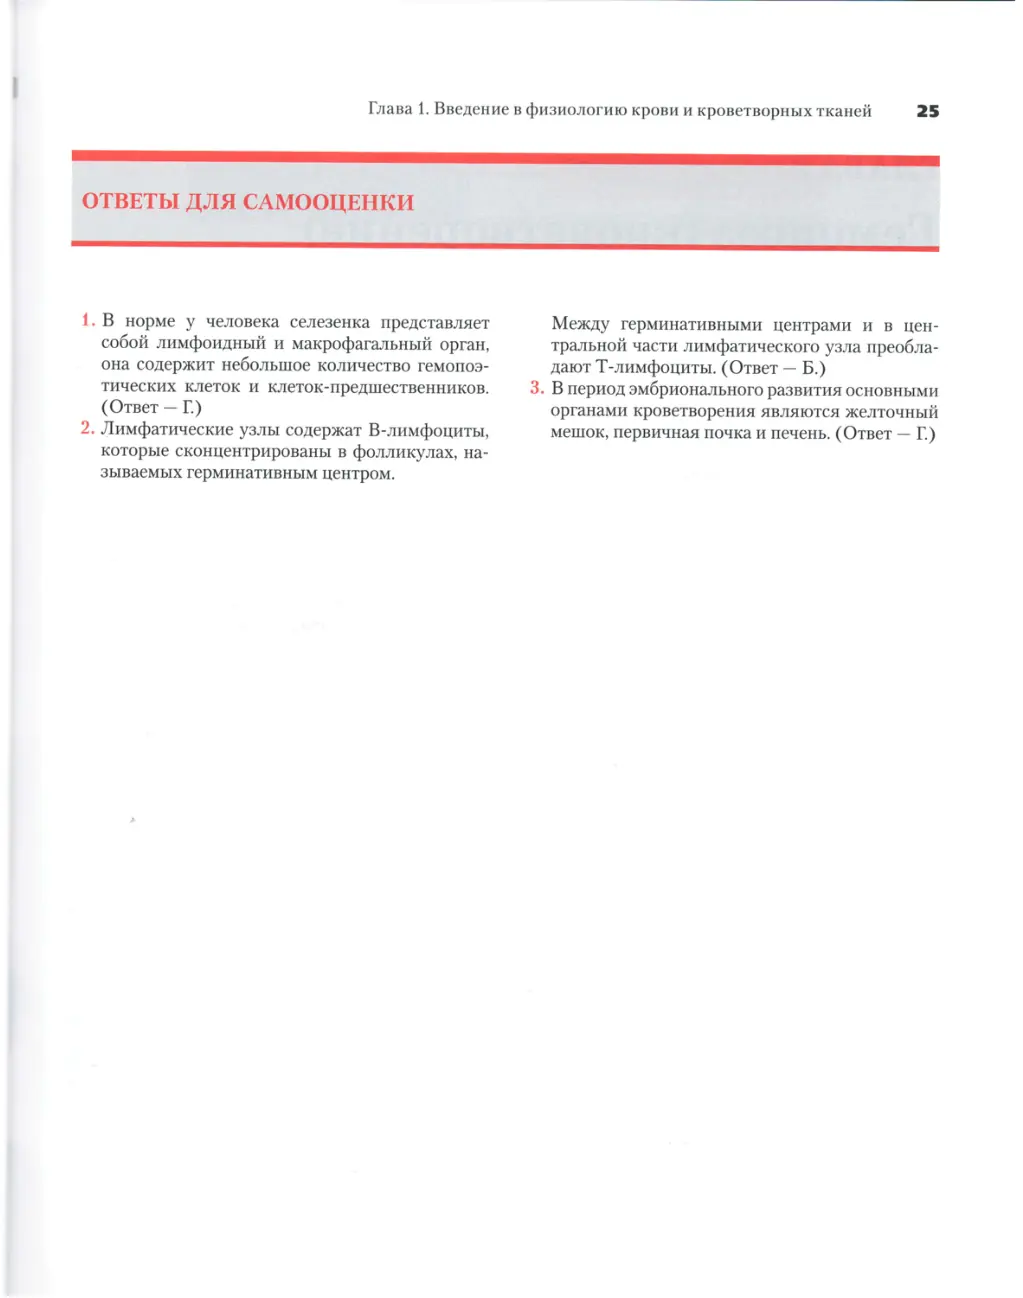 Глава 1. Введение в физиологию крови и кроветворных тканей 25
ОТВЕТЫ ДЛЯ САМООЦЕНКИ
1. В норме у человека селезенка представляет
собой лимфоидный и макрофагальный орган,
она содержит небольшое количество гемопоэ-
тических клеток и клеток-предшественников.
(Ответ — Г.)
2. Лимфатические узлы содержат В-лимфоциты,
которые сконцентрированы в фолликулах, на-
зываемых герминативным центром.
Между герминативными центрами и в цен-
тральной части лимфатического узла преобла-
дают Т-лимфоциты. (Ответ — Б.)
3. В период эмбрионального развития основными
органами кроветворения являются желточный
мешок, первичная почка и печень. (Ответ — Г.)